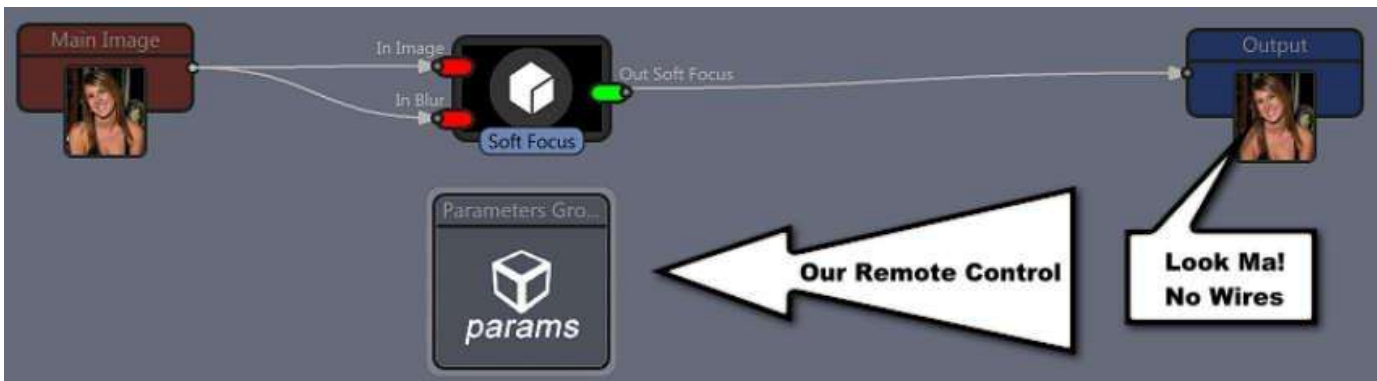 Main Image
In Image
In Blur
Soft Focus
Out Soft Focus
Output
Parameters Gro...
params
Our Remote Control
Look Ma!
No Wires